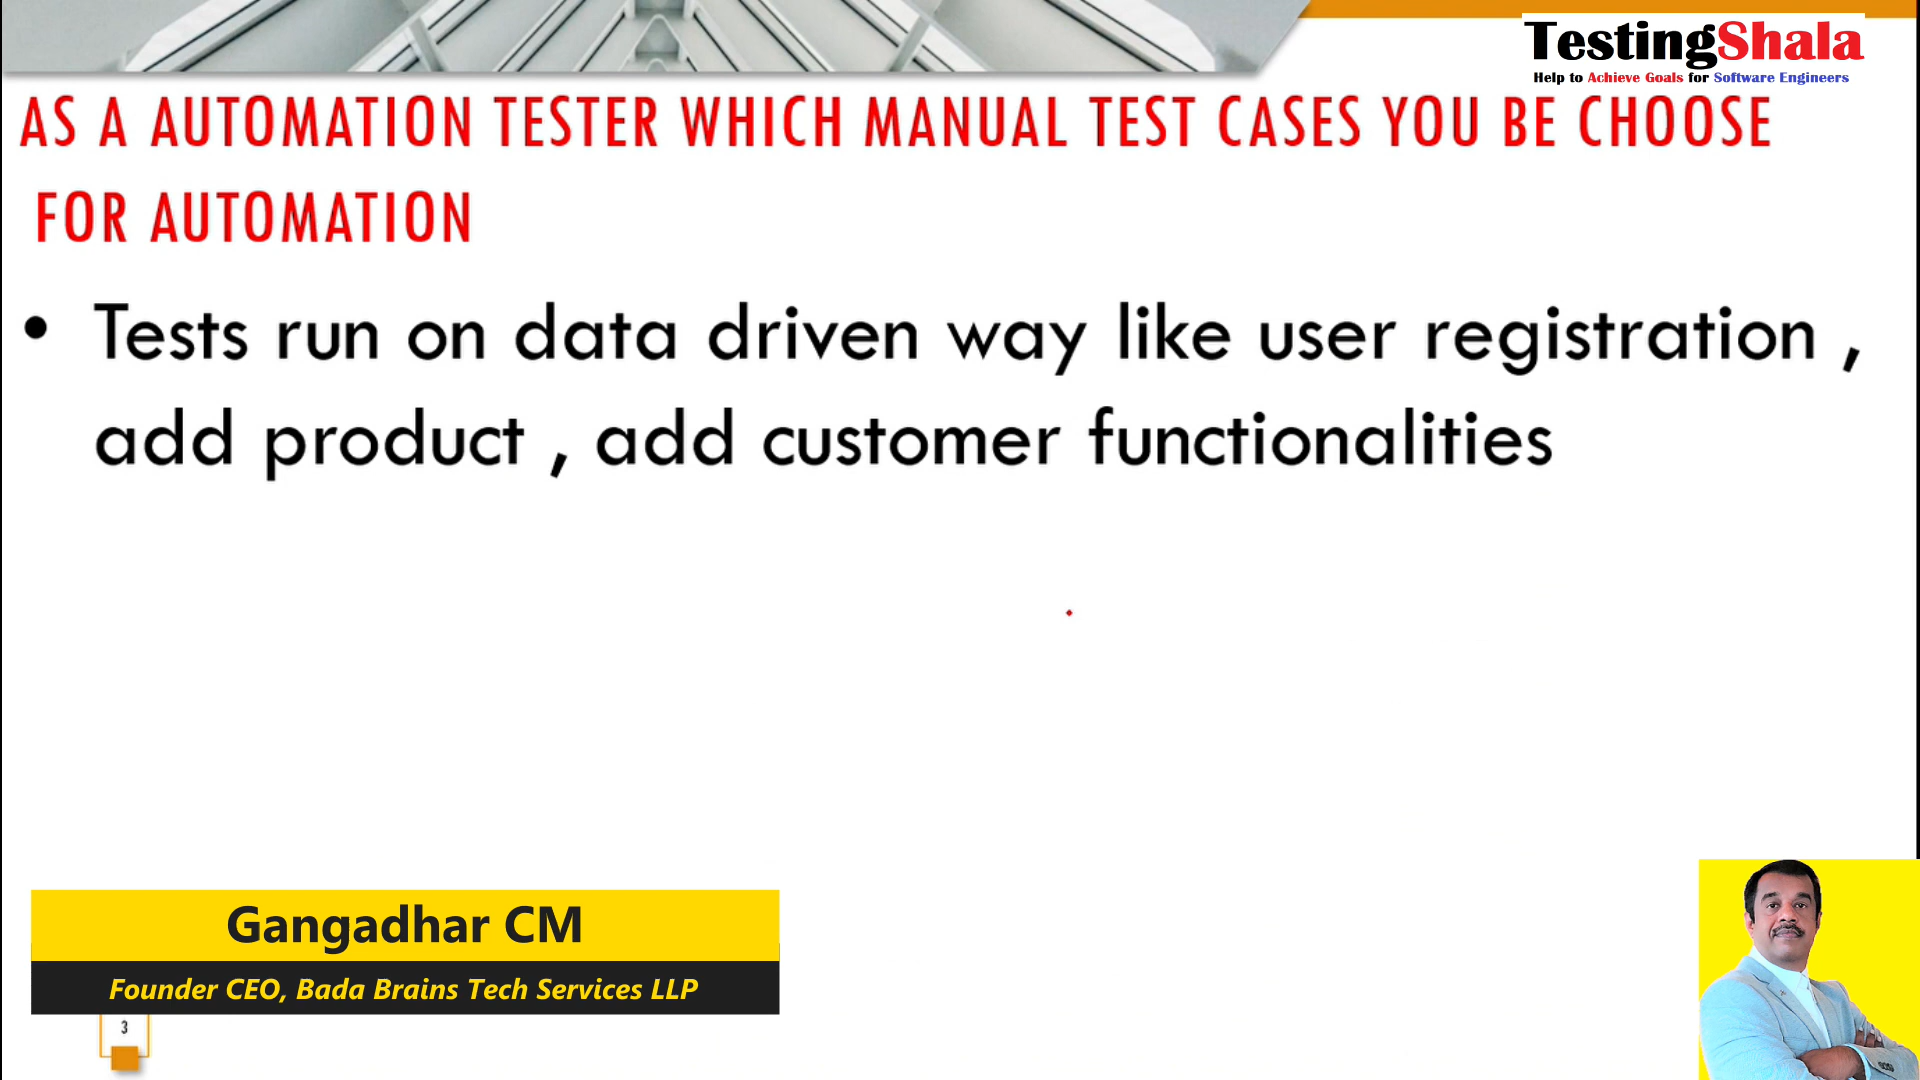 TestingShala
Help to Achieve Goals for Software Engineers
AS A AUTOMATION TESTER WHICH MANUAL TEST CASES YOU BE CHOOSE
FOR AUTOMATION
• Tests run on data driven way like user registration ,
add product , add customer functionalities
Gangadhar CM
Founder CEO, Bada Brains Tech Services LLP
3